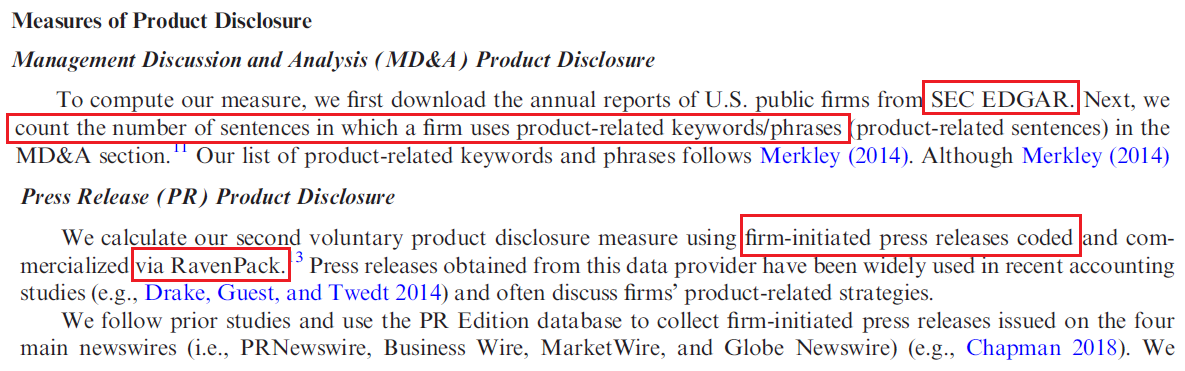 Measures of Product Disclosure
Management Discussion and Analysis (MD&A) Product Disclosure
To compute our measure, we first download the annual reports of U.S. public firms from SEC EDGAR. Next, we
count the number of sentences in which a firm uses product-related keywords/phrases (product-related sentences) in the
MD&A section.11 Our list of product-related keywords and phrases follows Merkley (2014). Although Merkley (2014)
Press Release (PR) Product Disclosure
We calculate our second voluntary product disclosure measure using firm-initiated press releases coded and com-
mercialized via RavenPack.13 Press releases obtained from this data provider have been widely used in recent accounting
studies (e.g., Drake, Guest, and Twedt 2014) and often discuss firms' product-related strategies.
We follow prior studies and use the PR Edition database to collect firm-initiated press releases issued on the four
main newswires (i.e., PRNewswire, Business Wire, MarketWire, and Globe Newswire) (e.g., Chapman 2018). We